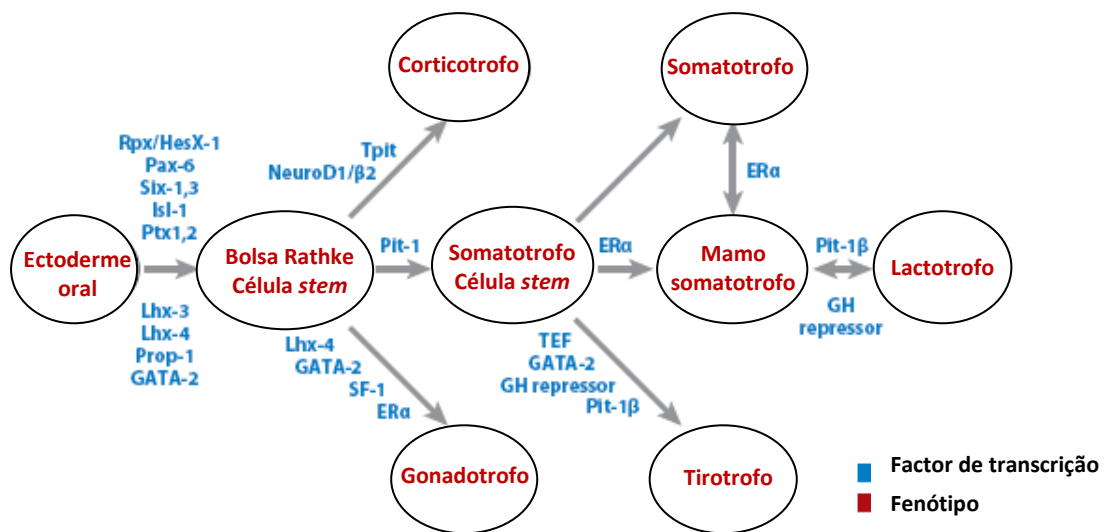 Corticotrofo
Somatotrofo
Rpx/HesX-1
Pax-6
Six-1,3
Isl-1
Ptx1,2
Tpit
NeuroD1/β2
ERα
Ectoderme
oral
Bolsa Rathke
Célula stem
Pit-1
Somatotrofo
Célula stem
ERα
Mamo
somatotrofo
Pit-1β
GH
repressor
Lactotrofo
Lhx-3
Lhx-4
Prop-1
GATA-2
Lhx-4
GATA-2
SF-1
ERα
TEF
GATA-2
GH repressor
Pit-1β
Gonadotrofo
Tirotrofo
Factor de transcrição
Fenótipo